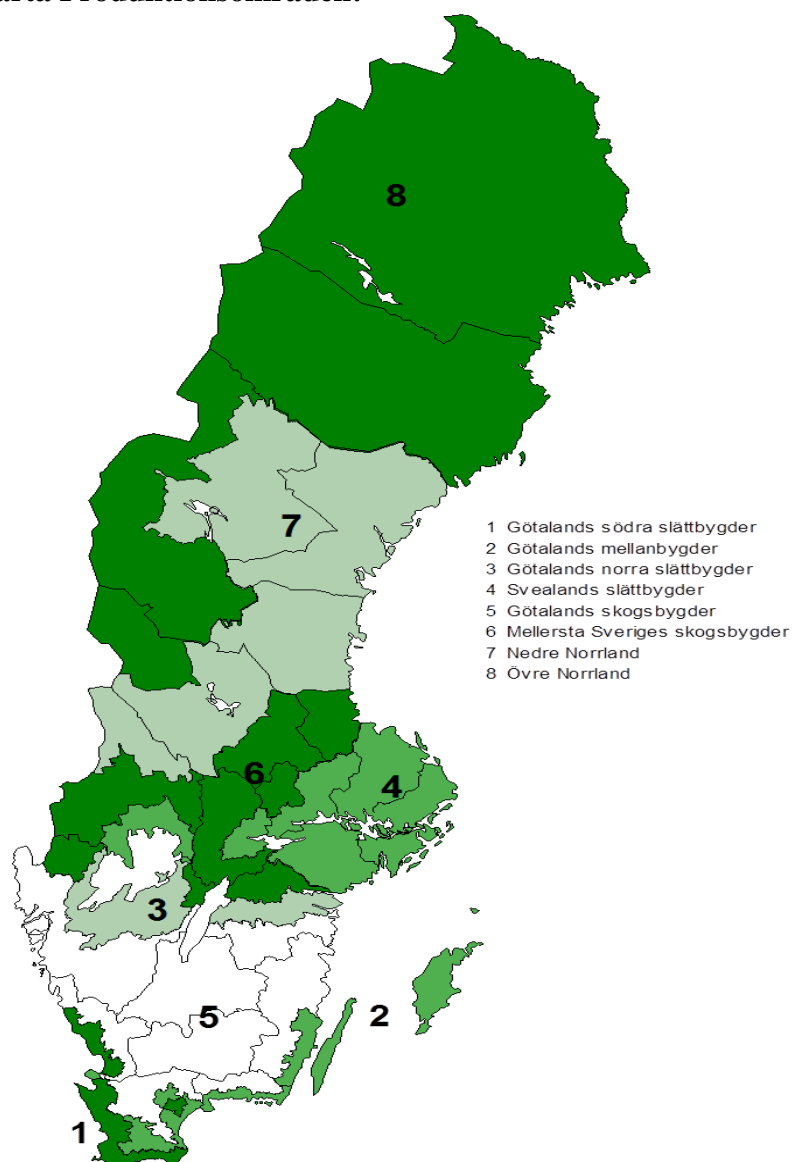 8
7
1 Götalands södra slättbygder
2 Götalands mellanbygder
3 Götalands norra slättbygder
4 Svealands slättbygder
5 Götalands skogsbygder
6 Mellersta Sveriges skogsbygder
7 Nedre Norrland
8 Övre Norrland
6
4
3
5
2
1